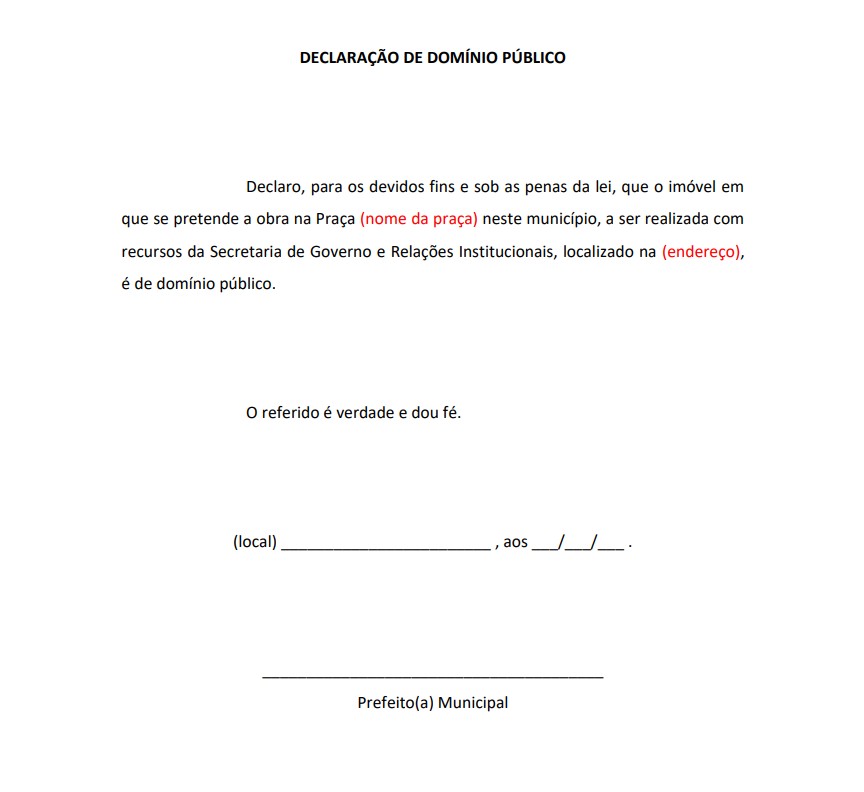 DECLARAÇÃO DE DOMÍNIO PÚBLICO
Declaro, para os devidos fins e sob as penas da lei, que o imóvel em
que se pretende a obra na Praça (nome da praça) neste município, a ser realizada com
recursos da Secretaria de Governo e Relações Institucionais, localizado na (endereço),
é de domínio público.
O referido é verdade e dou fé.
(local) _________________________ , aos ___/___/___ .
_________________________________________
Prefeito(a) Municipal